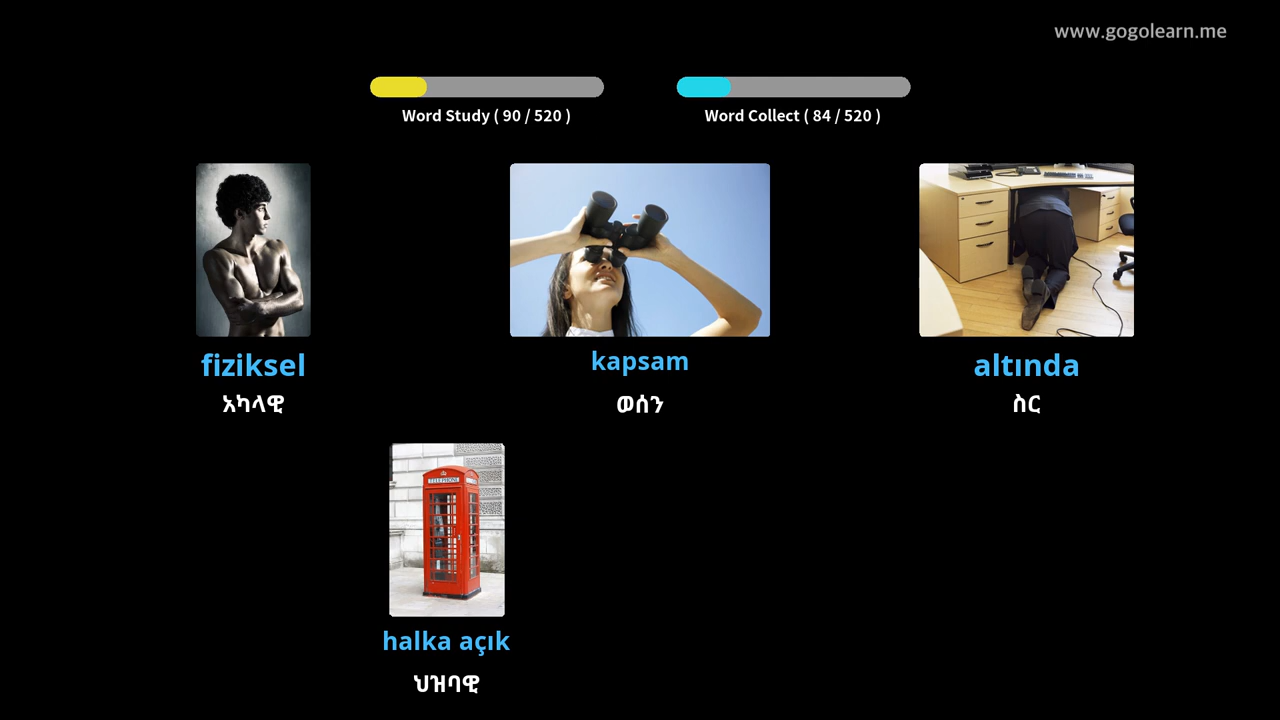 www.gogolearn.me
Word Study ( 90 / 520 )
Word Collect ( 84 / 520 )
fiziksel
አካላዊ
kapsam
ወሰን
altında
ስር
TELEPHONE
halka açık
ህዝባዊ